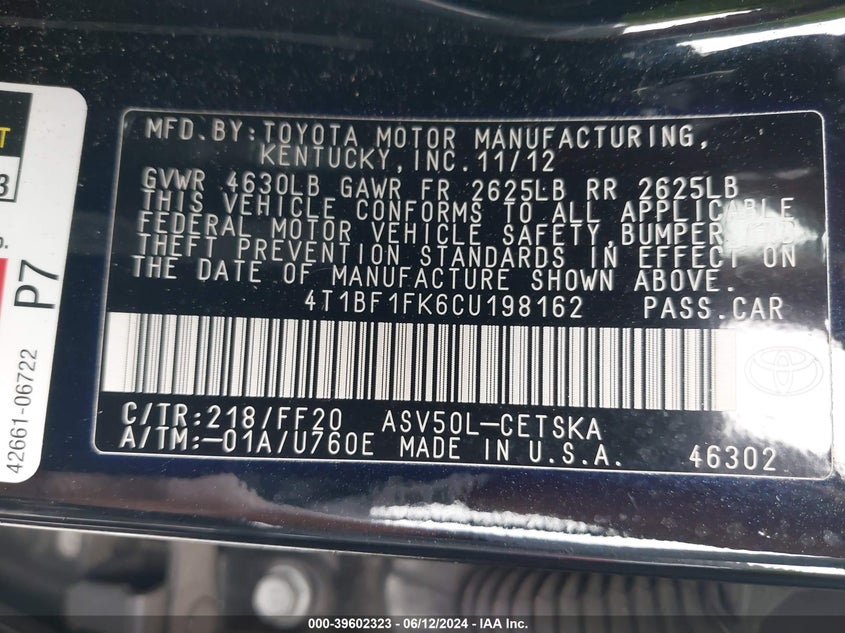 MFD.BY:TOYOTA MOTOR MANUFACTURING,
KENTUCKY,INC.11/12
GVWR 4630LB GAWR FR 2625LB RR 2625LB
THIS VEHICLE CONFORMS TO ALL APPLICABLE
FEDERAL MOTOR VEHICLE SAFETY,BUMPER,
THEFT PREVENTION STANDARDS IN EFFECT ON
THE DATE OF MANUFACTURE SHOWN ABOVE.
4T1BF1FK6CU198162 PASS.CAR
C/TR:218/FF20 ASV50L-CETSKA
A/TM:-01A/U760E MADE IN U.S.A. 46302
P7
42661-06722
000-39602323 - 06/12/2024 - IAA Inc.